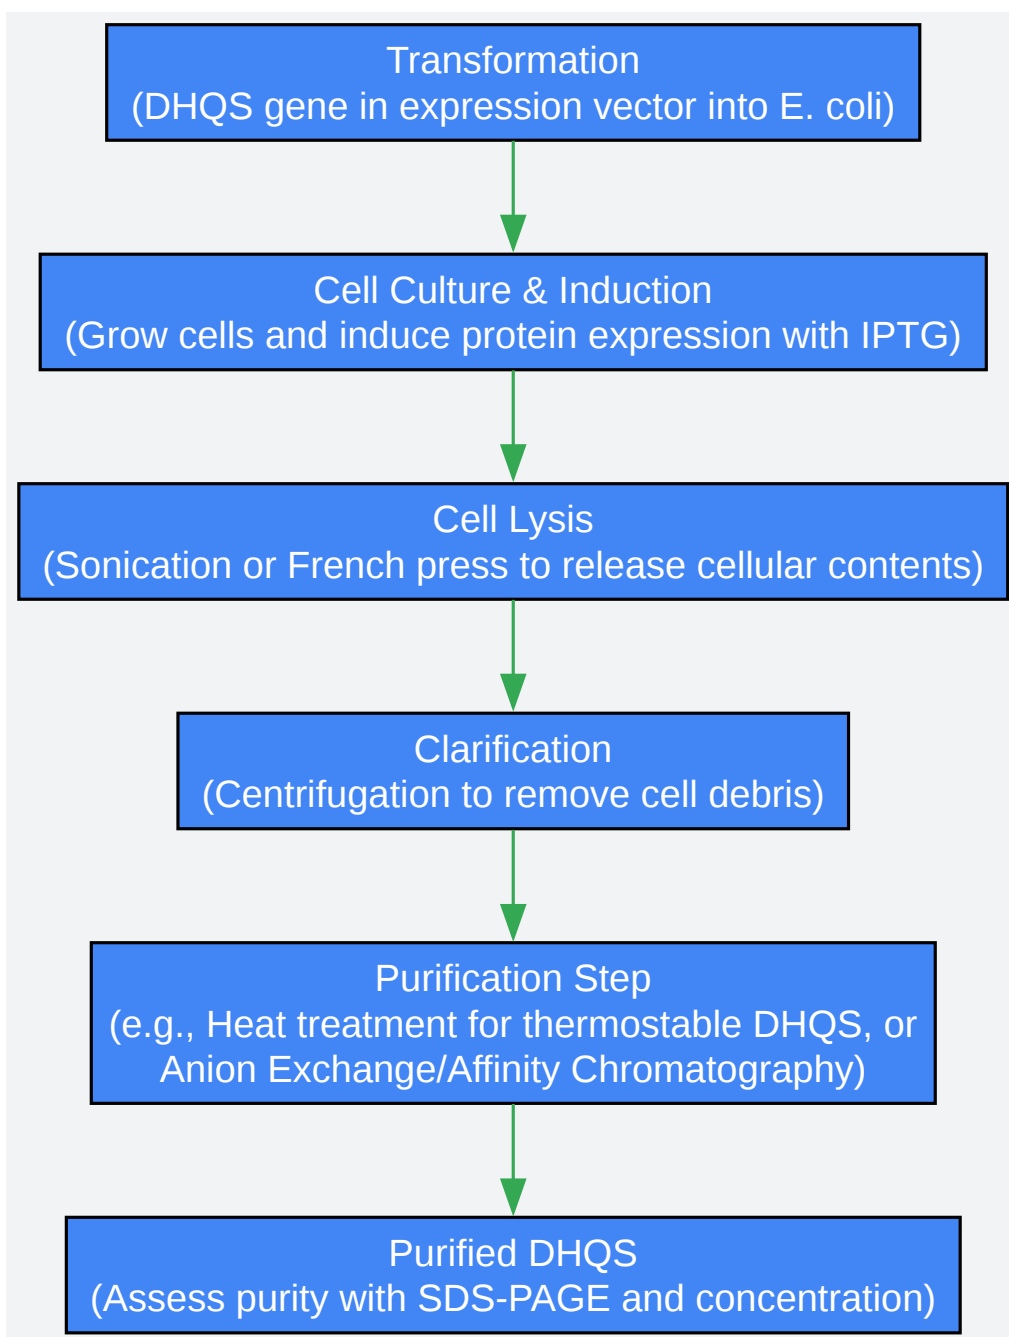 Transformation
(DHQS gene in expression vector into E. coli)
Cell Culture & Induction
(Grow cells and induce protein expression with IPTG)
Cell Lysis
(Sonication or French press to release cellular contents)
Clarification
(Centrifugation to remove cell debris)
Purification Step
(e.g., Heat treatment for thermostable DHQS, or
Anion Exchange/Affinity Chromatography)
Purified DHQS
(Assess purity with SDS-PAGE and concentration)